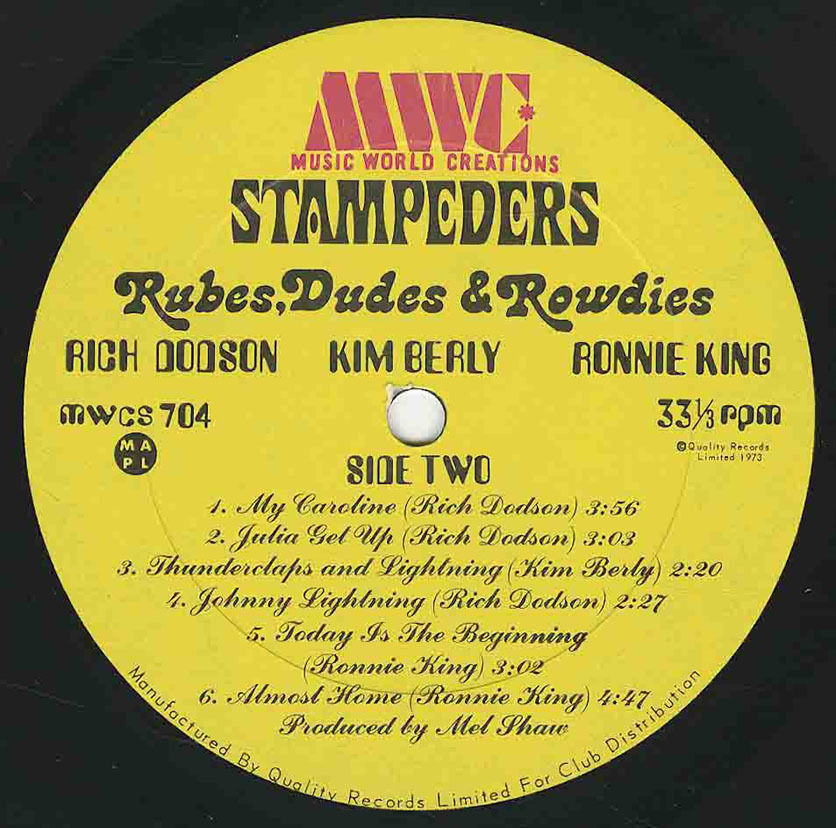 MWC
MUSIC WORLD CREATIONS
STAMPEDERS
Rubes, Dudes & Rowdies
RICH DODSON KIM BERLY RONNIE KING
MWCS 704 33⅓ rpm
MA
PL
©Quality Records
Limited 1973
SIDE TWO
1. My Caroline (Rich Dodson) 3:56
2. Julia Get Up (Rich Dodson) 3:03
3. Thunderclaps and Lightning (Kim Berly) 2:20
4. Johnny Lightning (Rich Dodson) 2:27
5. Today Is The Beginning
(Ronnie King) 3:02
6. Almost Home (Ronnie King) 4:47
Produced by Mel Shaw
Manufactured By Quality Records Limited For Club Distribution